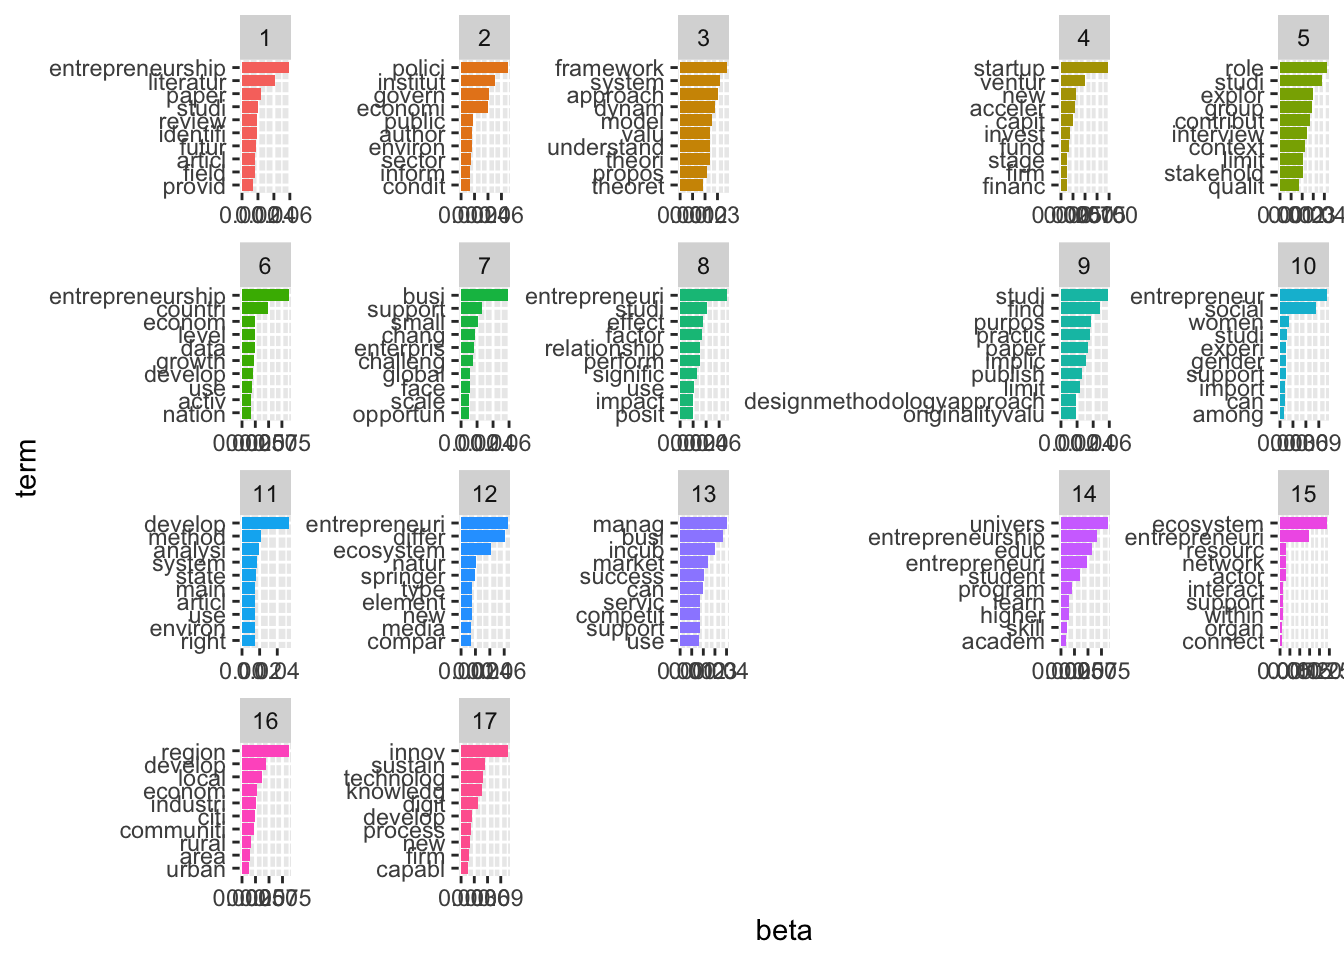 1
entrepreneurship
literatur
paper
studi
review
identifi
futur
articl
field
provid
2
polici
institut
govern
economi
public
author
environ
sector
inform
condit
3
framework
system
approach
dynam
model
valu
understand
theori
propos
theoret
4
startup
ventur
new
acceler
capit
invest
fund
stage
firm
financ
5
role
studi
explor
group
contribut
interview
context
limit
stakehold
qualit
6
entrepreneurship
countri
econom
level
data
growth
develop
use
activ
nation
7
busi
support
small
chang
enterpris
challeng
global
face
scale
opportun
8
entrepreneuri
studi
effect
factor
relationship
perform
signific
use
impact
posit
9
studi
find
purpos
practic
paper
implic
publish
limit
designmethodologyapproach
originalityvalu
10
entrepreneur
social
women
studi
experi
gender
support
import
can
among
11
develop
method
analysi
system
state
main
articl
use
environ
right
12
entrepreneuri
differ
ecosystem
natur
springer
type
element
new
media
compar
13
manag
busi
incub
market
success
can
servic
competit
support
use
14
univers
entrepreneurship
educ
entrepreneuri
student
program
learn
higher
skill
academ
15
ecosystem
entrepreneuri
resourc
network
actor
interact
support
within
organ
connect
16
region
develop
local
econom
industri
citi
communiti
rural
area
urban
17
innov
sustain
technolog
knowledg
digit
develop
process
new
firm
capabl
term
beta